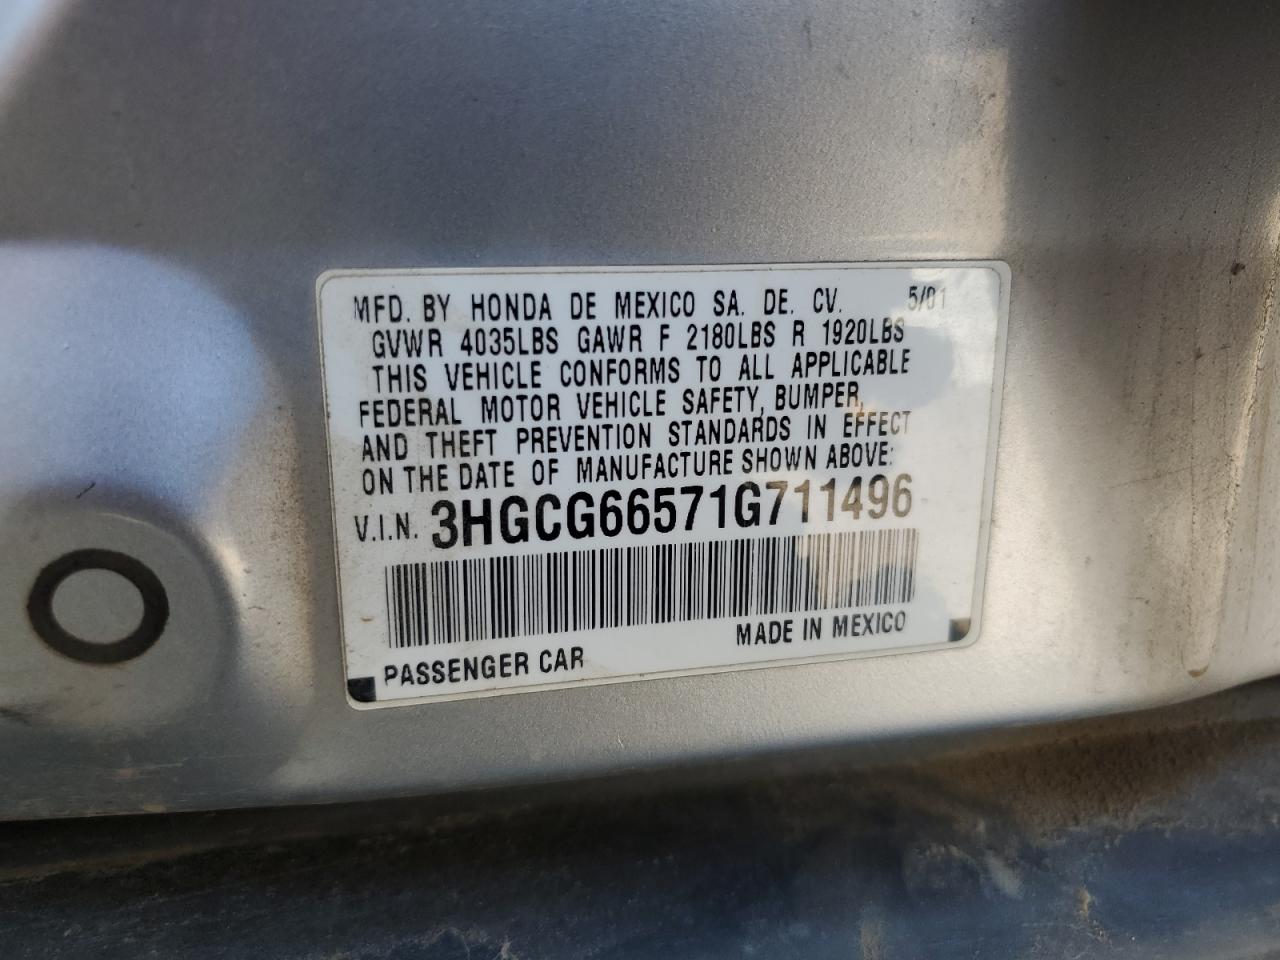 MFD. BY HONDA DE MEXICO SA. DE. CV. 5/01
GVWR 4035LBS GAWR F 2180LBS R 1920LBS
THIS VEHICLE CONFORMS TO ALL APPLICABLE
FEDERAL MOTOR VEHICLE SAFETY, BUMPER,
AND THEFT PREVENTION STANDARDS IN EFFECT
ON THE DATE OF MANUFACTURE SHOWN ABOVE:
V.I.N. 3HGCG66571G711496
MADE IN MEXICO
PASSENGER CAR